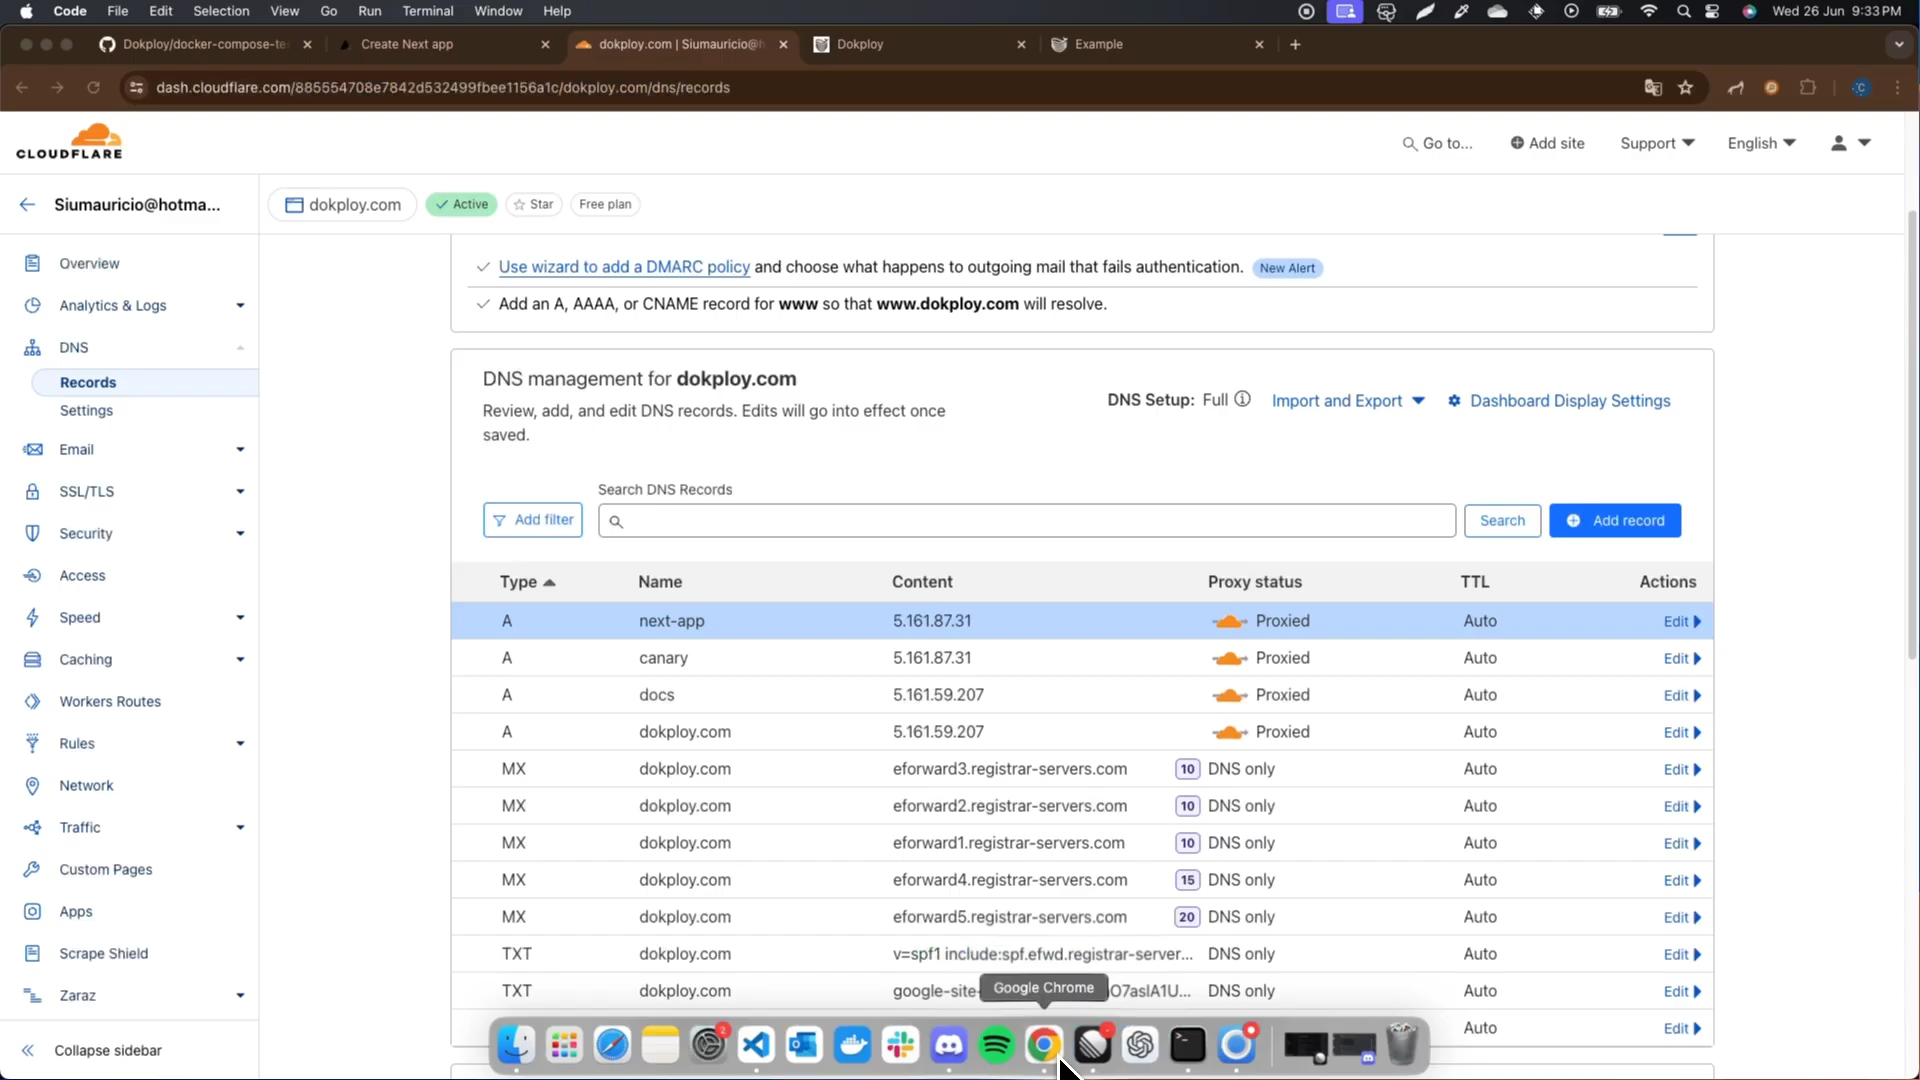 Code File Edit Selection View Go Run Terminal Window Help Wed 26 Jun 9:33 PM
Dokploy/docker-compose-te Create Next app dokploy.com | Siumauricio@h Dokploy Example
dash.cloudflare.com/885554708e7842d532499fbee1156a1c/dokploy.com/dns/records
CLOUDFLARE
Go to... Add site Support English
Siumauricio@hotma... dokploy.com Active Star Free plan
Overview
Analytics & Logs
DNS
Records
Settings
Email
SSL/TLS
Security
Access
Speed
Caching
Workers Routes
Rules
Network
Traffic
Custom Pages
Apps
Scrape Shield
Zaraz
Collapse sidebar
Use wizard to add a DMARC policy and choose what happens to outgoing mail that fails authentication. New Alert
Add an A, AAAA, or CNAME record for www so that www.dokploy.com will resolve.
DNS management for dokploy.com
Review, add, and edit DNS records. Edits will go into effect once
saved.
DNS Setup: Full Import and Export Dashboard Display Settings
Search DNS Records
Add filter Search Add record
Type Name Content Proxy status TTL Actions
A next-app 5.161.87.31 Proxied Auto Edit
A canary 5.161.87.31 Proxied Auto Edit
A docs 5.161.59.207 Proxied Auto Edit
A dokploy.com 5.161.59.207 Proxied Auto Edit
MX dokploy.com eforward3.registrar-servers.com 10 DNS only Auto Edit
MX dokploy.com eforward2.registrar-servers.com 10 DNS only Auto Edit
MX dokploy.com eforward1.registrar-servers.com 10 DNS only Auto Edit
MX dokploy.com eforward4.registrar-servers.com 15 DNS only Auto Edit
MX dokploy.com eforward5.registrar-servers.com 20 DNS only Auto Edit
TXT dokploy.com v=spf1 include:spf.efwd.registrar-server... DNS only Auto Edit
TXT dokploy.com google-site- DNS only Auto Edit
Google Chrome
Auto Edit
2